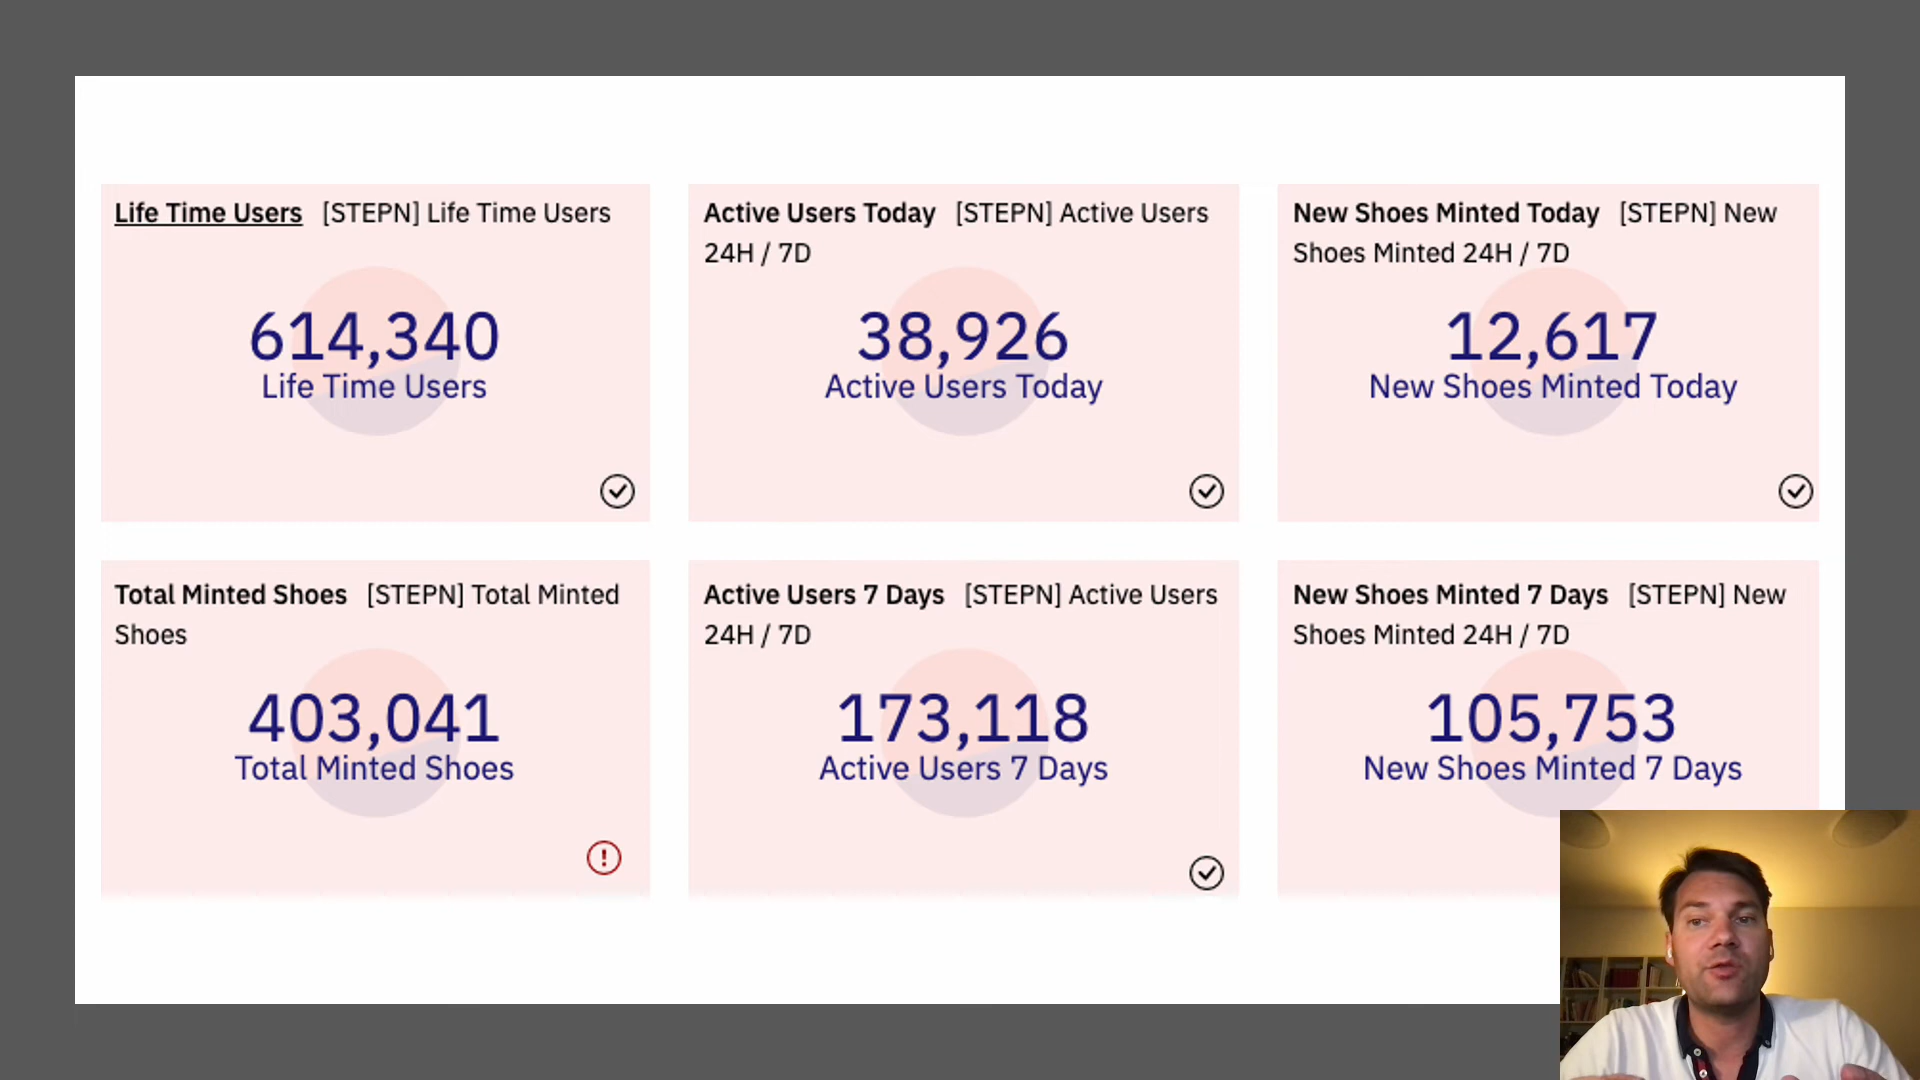 Life Time Users [STEPN] Life Time Users
614,340
Life Time Users
Active Users Today [STEPN] Active Users
24H / 7D
38,926
Active Users Today
New Shoes Minted Today [STEPN] New
Shoes Minted 24H / 7D
12,617
New Shoes Minted Today
Total Minted Shoes [STEPN] Total Minted
Shoes
403,041
Total Minted Shoes
Active Users 7 Days [STEPN] Active Users
24H / 7D
173,118
Active Users 7 Days
New Shoes Minted 7 Days [STEPN] New
Shoes Minted 24H / 7D
105,753
New Shoes Minted 7 Days